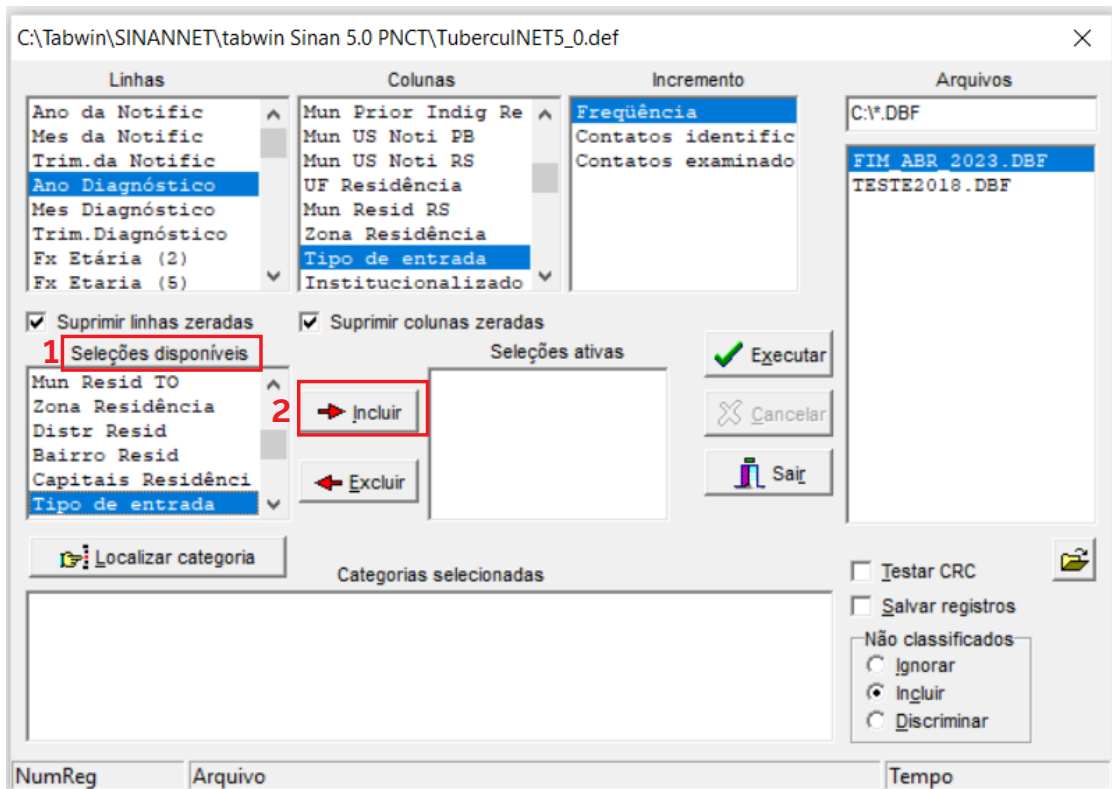 C:\Tabwin\SINANNET\tabwin Sinan 5.0 PNCT\TuberculNET5_0.def
Linhas
Colunas
Incremento
Arquivos
Ano da Notific
Mes da Notific
Trim.da Notific
Ano Diagnóstico
Mes Diagnóstico
Trim.Diagnóstico
Fx Etária (2)
Fx Etaria (5)
Mun Prior Indig Re
Mun US Noti PB
Mun US Noti RS
UF Residência
Mun Resid RS
Zona Residência
Tipo de entrada
Institucionalizado
Freqüência
Contatos identific
Contatos examinado
C:\*.DBF
FIM_ABR_2023.DBF
TESTE2018.DBF
Suprimir linhas zeradas
Suprimir colunas zeradas
1 Seleções disponíveis
Mun Resid TO
Zona Residência
Distr Resid
Bairro Resid
Capitais Residênci
Tipo de entrada
2 Incluir
Excluir
Seleções ativas
Executar
Cancelar
Sair
Localizar categoria
Categorias selecionadas
Testar CRC
Salvar registros
Não classificados
Ignorar
Incluir
Discriminar
NumReg
Arquivo
Tempo